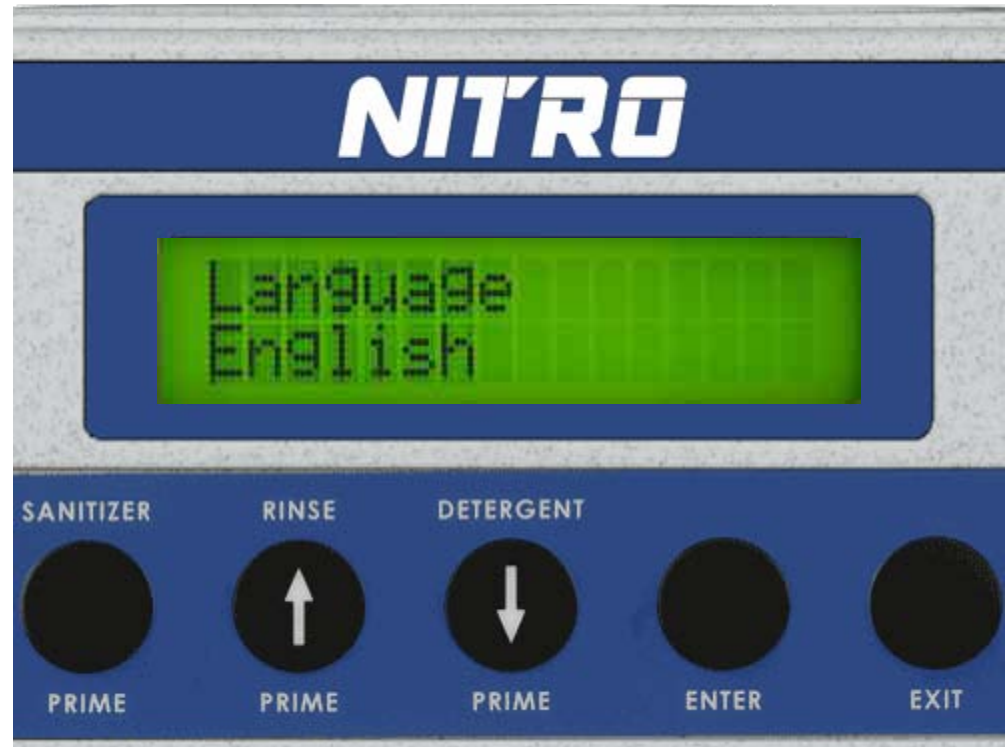 NITRO
Language
English
SANITIZER RINSE DETERGENT
PRIME PRIME PRIME ENTER EXIT